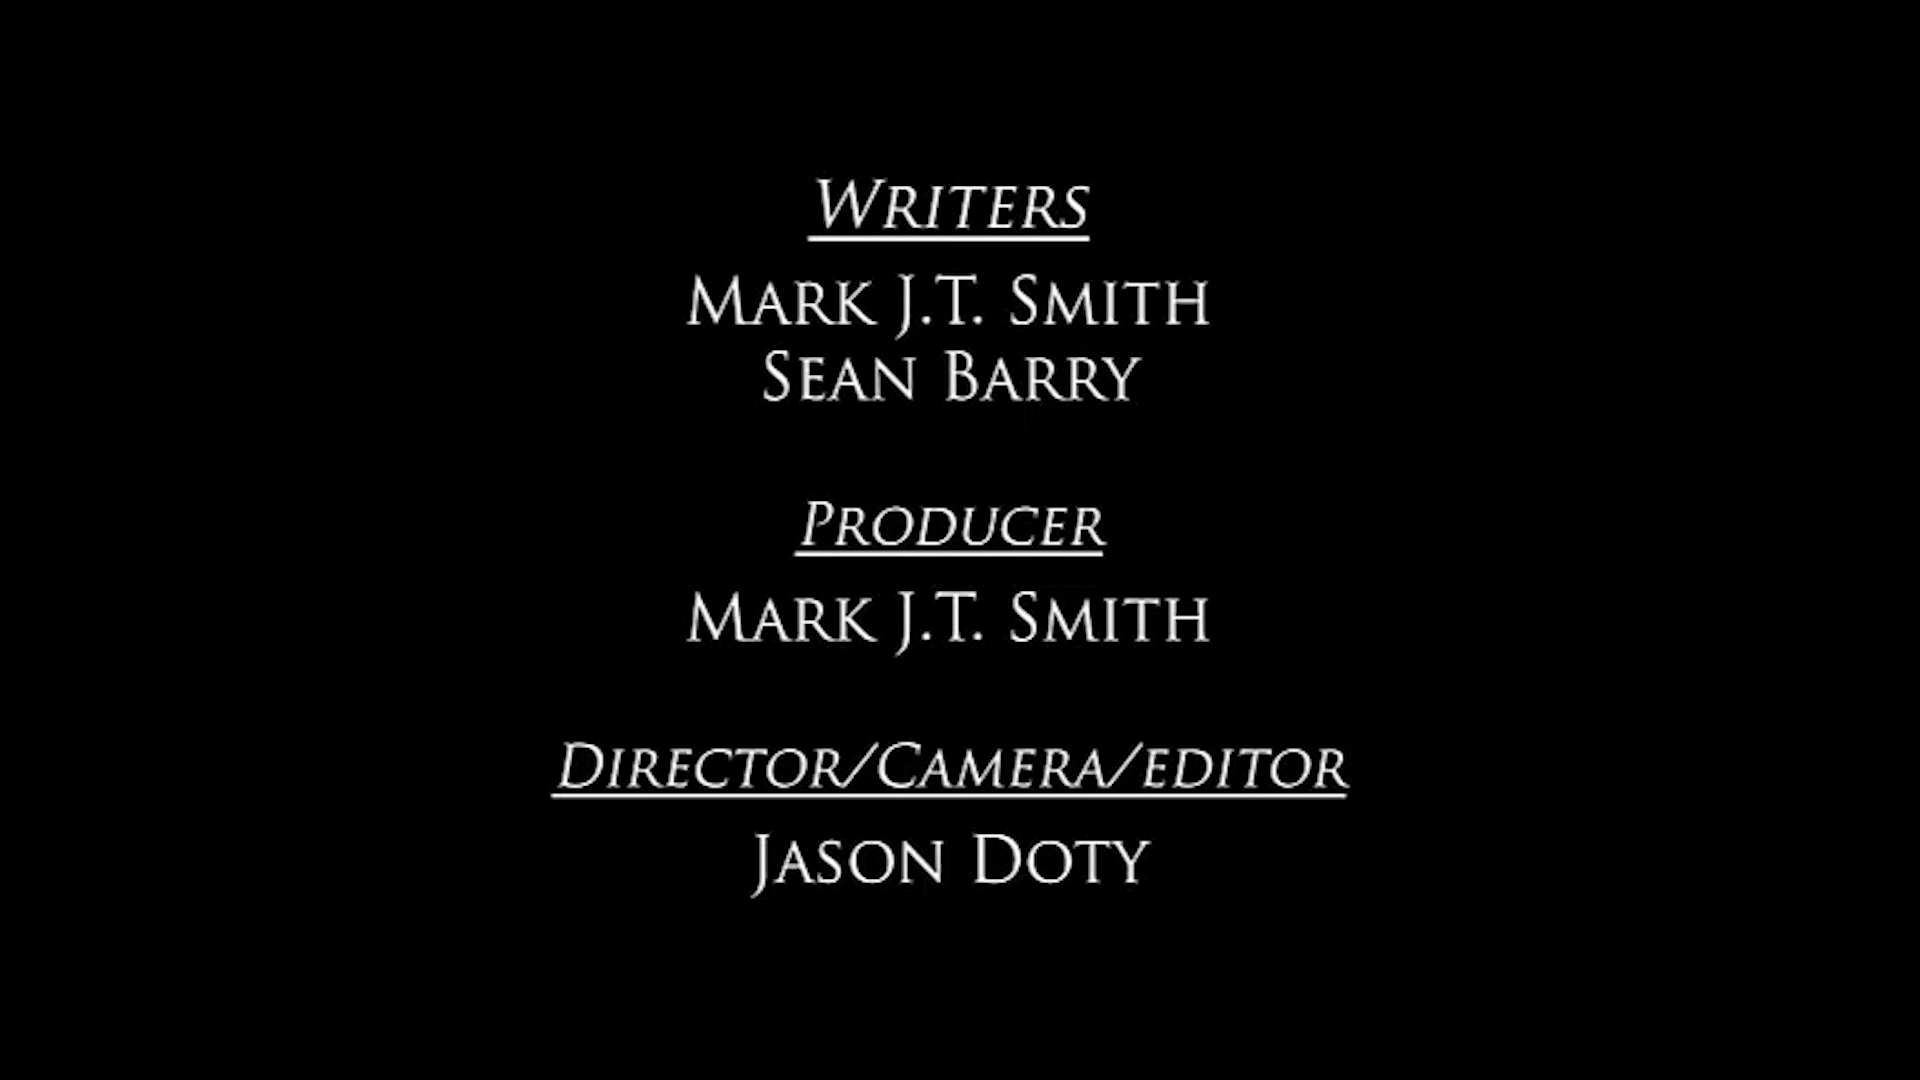 Writers
Mark J.T. Smith
Sean Barry
Producer
Mark J.T. Smith
Director/Camera/editor
Jason Doty